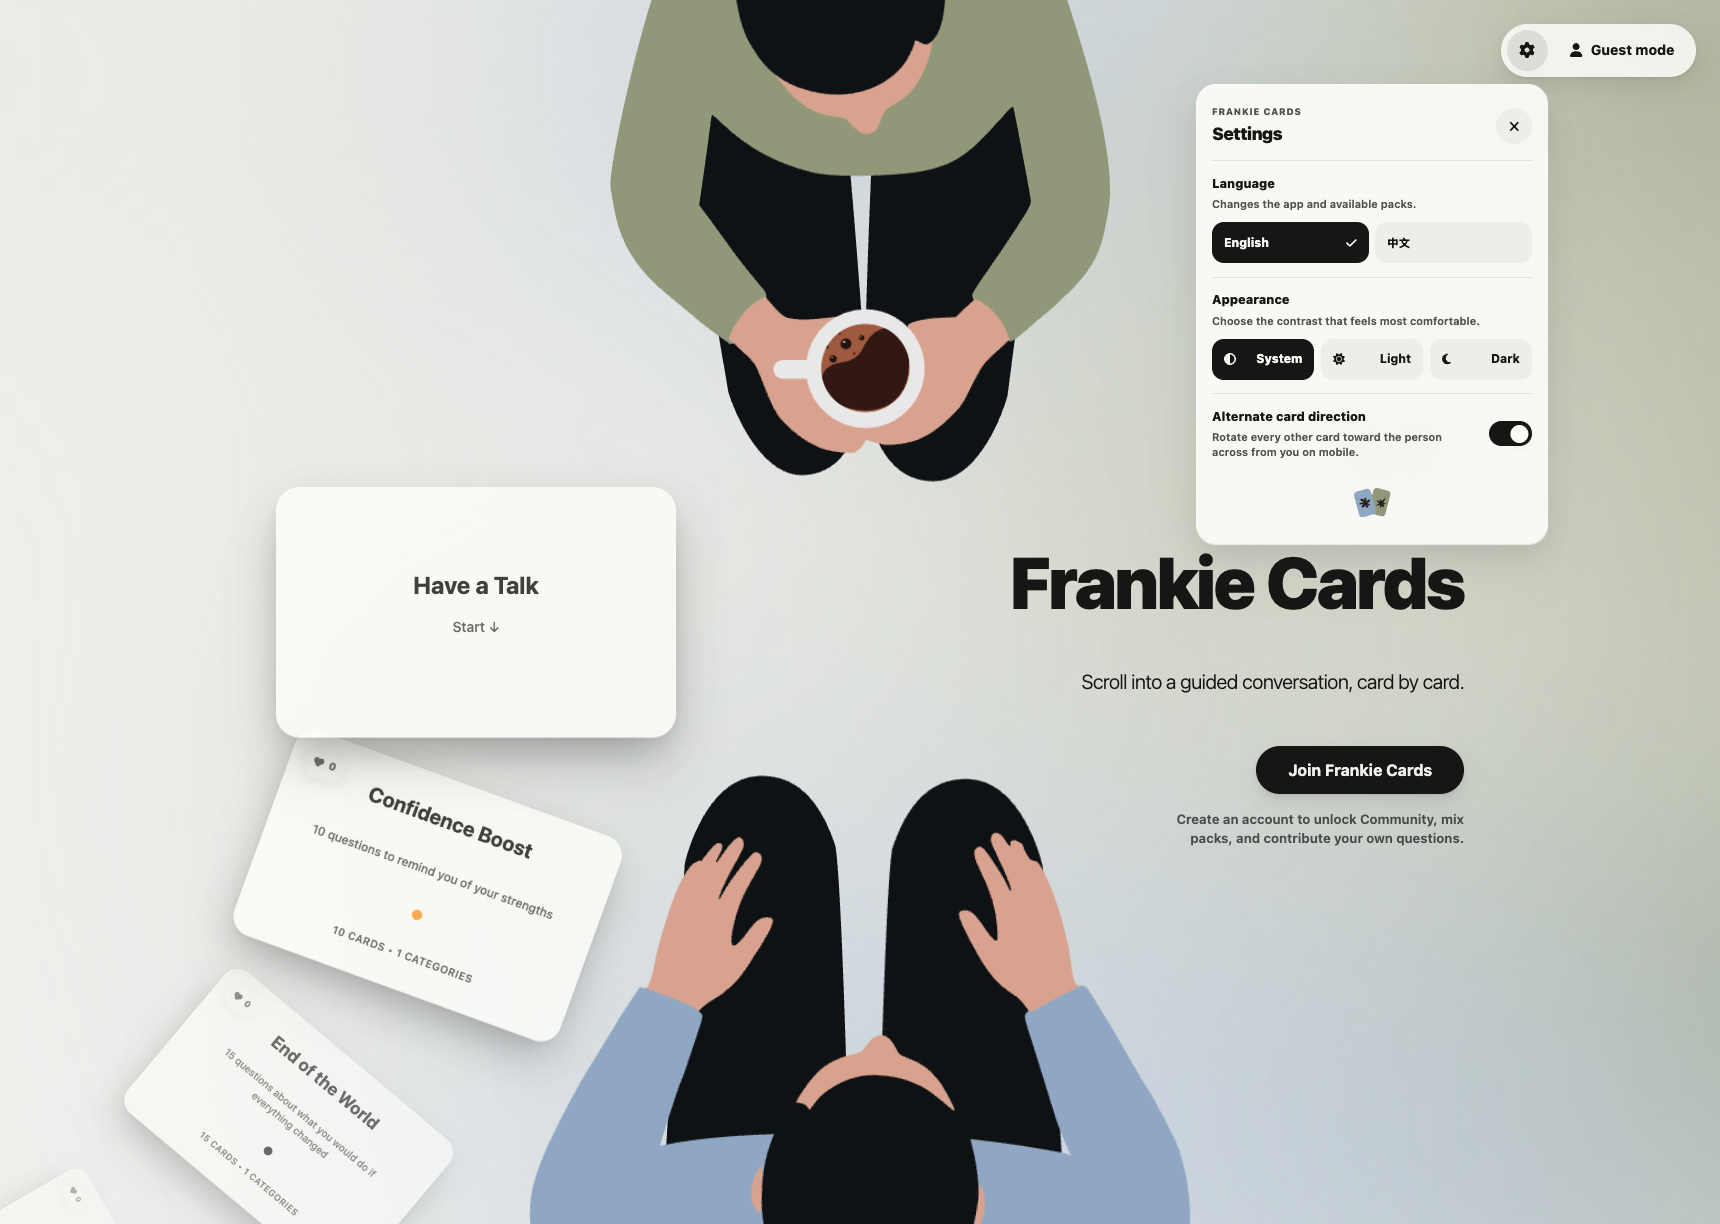 Guest mode
FRANKIE CARDS
Settings
Language
Changes the app and available packs.
English
中文
Appearance
Choose the contrast that feels most comfortable.
System
Light
Dark
Alternate card direction
Rotate every other card toward the person
across from you on mobile.
Have a Talk
Start ↓
Frankie Cards
Scroll into a guided conversation, card by card.
Join Frankie Cards
Create an account to unlock Community, mix
packs, and contribute your own questions.
0
Confidence Boost
10 questions to remind you of your strengths
10 CARDS • 1 CATEGORIES
0
End of the World
15 questions about what you would do if
everything changed
15 CARDS • 1 CATEGORIES
0